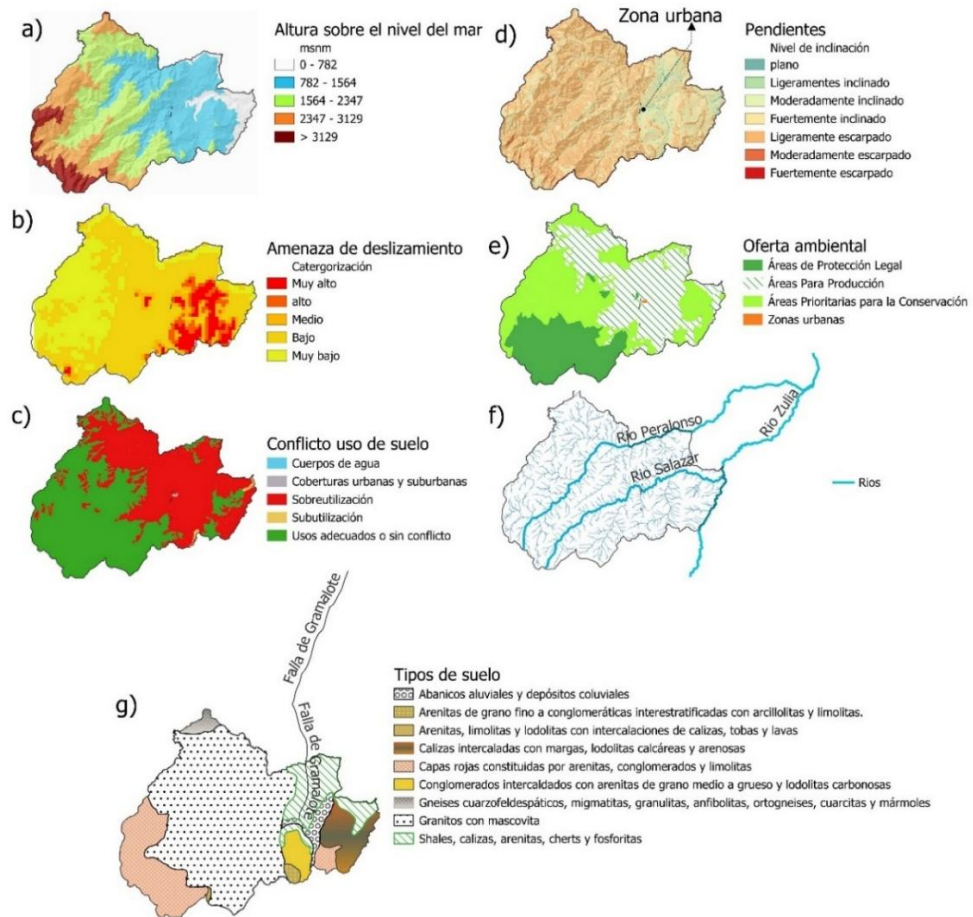 a)
Altura sobre el nivel del mar
msnm
0 - 782
782 - 1564
1564 - 2347
2347 - 3129
> 3129
Zona urbana
d)
Pendientes
Nivel de inclinación
plano
Ligeramentes inclinado
Moderadamente inclinado
Fuertemente inclinado
Ligeramente escarpado
Moderadamente escarpado
Fuertemente escarpado
b)
Amenaza de deslizamiento
Catergorización
Muy alto
alto
Medio
Bajo
Muy bajo
e)
Oferta ambiental
Áreas de Protección Legal
Áreas Para Producción
Áreas Prioritarias para la Conservación
Zonas urbanas
c)
Conflicto uso de suelo
Cuerpos de agua
Coberturas urbanas y suburbanas
Sobreutilización
Subutilización
Usos adecuados o sin conflicto
f)
Rio Peralonso
Rio Zulia
Rio Salazar
Rios
g)
Falla de Gramalote
Falla de Gramalote
Tipos de suelo
Abanicos aluviales y depósitos coluviales
Arenitas de grano fino a conglomeráticas interestratificadas con arcillolitas y limolitas.
Arenitas, limolitas y lodolitas con intercalaciones de calizas, tobas y lavas
Calizas intercaladas con margas, lodolitas calcáreas y arenosas
Capas rojas constituidas por arenitas, conglomerados y limolitas
Conglomerados intercaldados con arenitas de grano medio a grueso y lodolitas carbonosas
Gneises cuarzofeldespáticos, migmatitas, granulitas, anfibolitas, ortogneises, cuarcitas y mármoles
Granitos con mascovita
Shales, calizas, arenitas, cherts y fosforitas